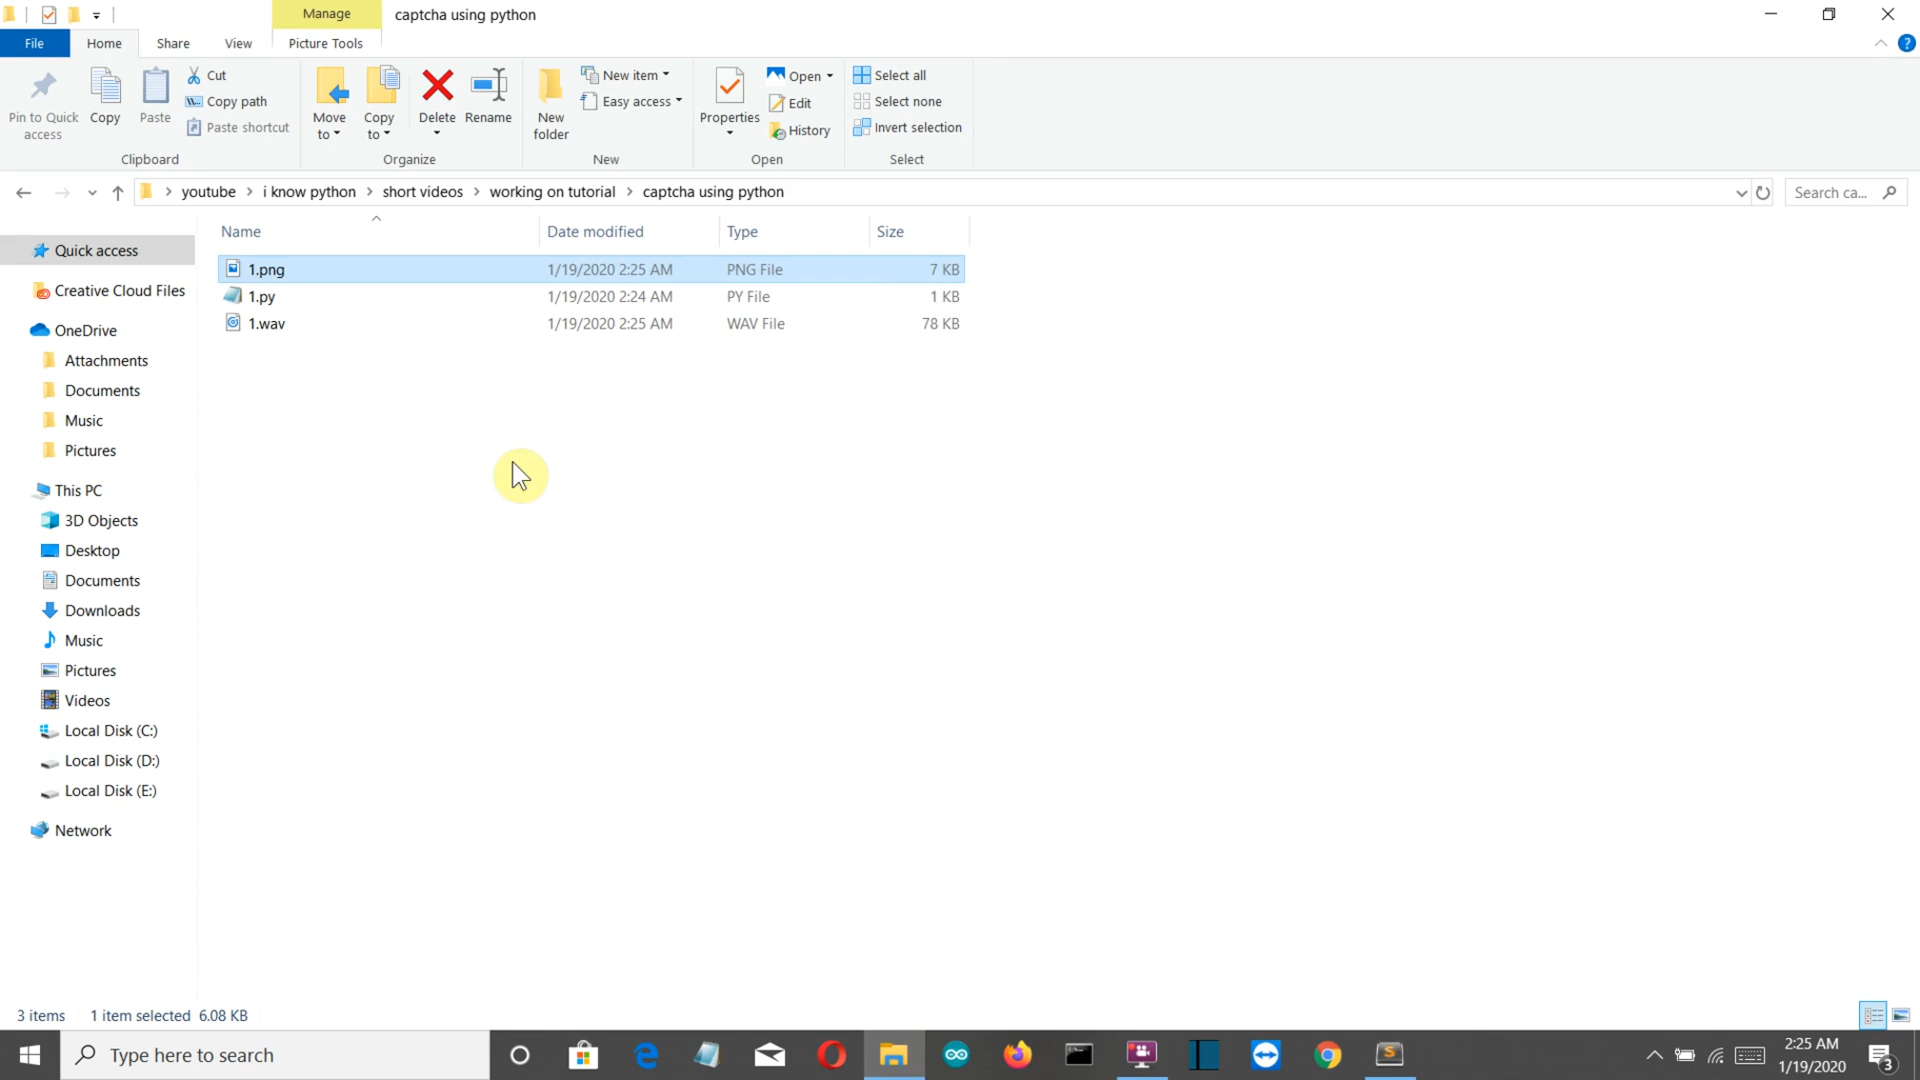 Manage
captcha using python
File
Home
Share
View
Picture Tools
Pin to Quick access
Copy
Paste
Cut
Copy path
Paste shortcut
Clipboard
Move to
Copy to
Delete
Rename
Organize
New folder
New item
Easy access
New
Properties
Open
Edit
History
Open
Select all
Select none
Invert selection
Select
youtube
i know python
short videos
working on tutorial
captcha using python
Search ca...
Name
Date modified
Type
Size
1.png 1/19/2020 2:25 AM PNG File 7 KB
1.py 1/19/2020 2:24 AM PY File 1 KB
1.wav 1/19/2020 2:25 AM WAV File 78 KB
Quick access
Creative Cloud Files
OneDrive
Attachments
Documents
Music
Pictures
This PC
3D Objects
Desktop
Documents
Downloads
Music
Pictures
Videos
Local Disk (C:)
Local Disk (D:)
Local Disk (E:)
Network
3 items 1 item selected 6.08 KB
Type here to search
2:25 AM
1/19/2020
3